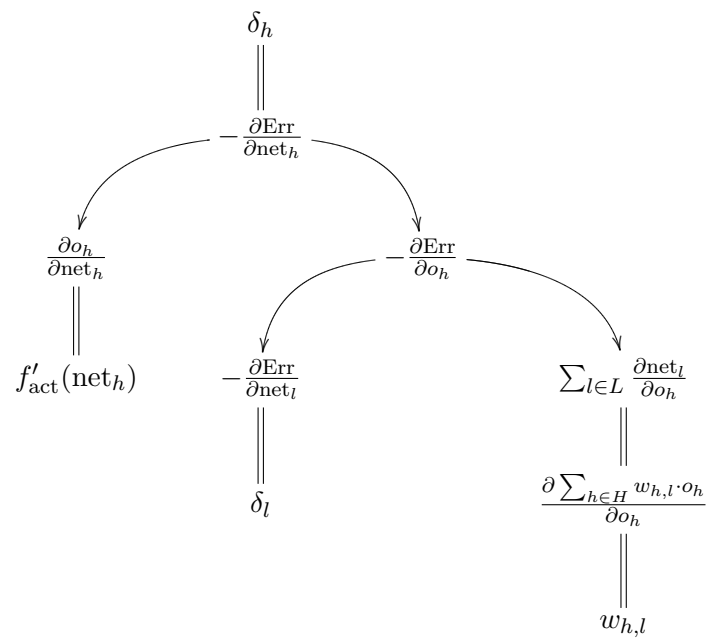 δ_h
−∂Err/∂net_h
∂o_h/∂net_h
−∂Err/∂o_h
f′_act(net_h)
−∂Err/∂net_l
∑_{l∈L} ∂net_l/∂o_h
δ_l
∂∑_{h∈H} w_{h,l}·o_h/∂o_h
w_{h,l}